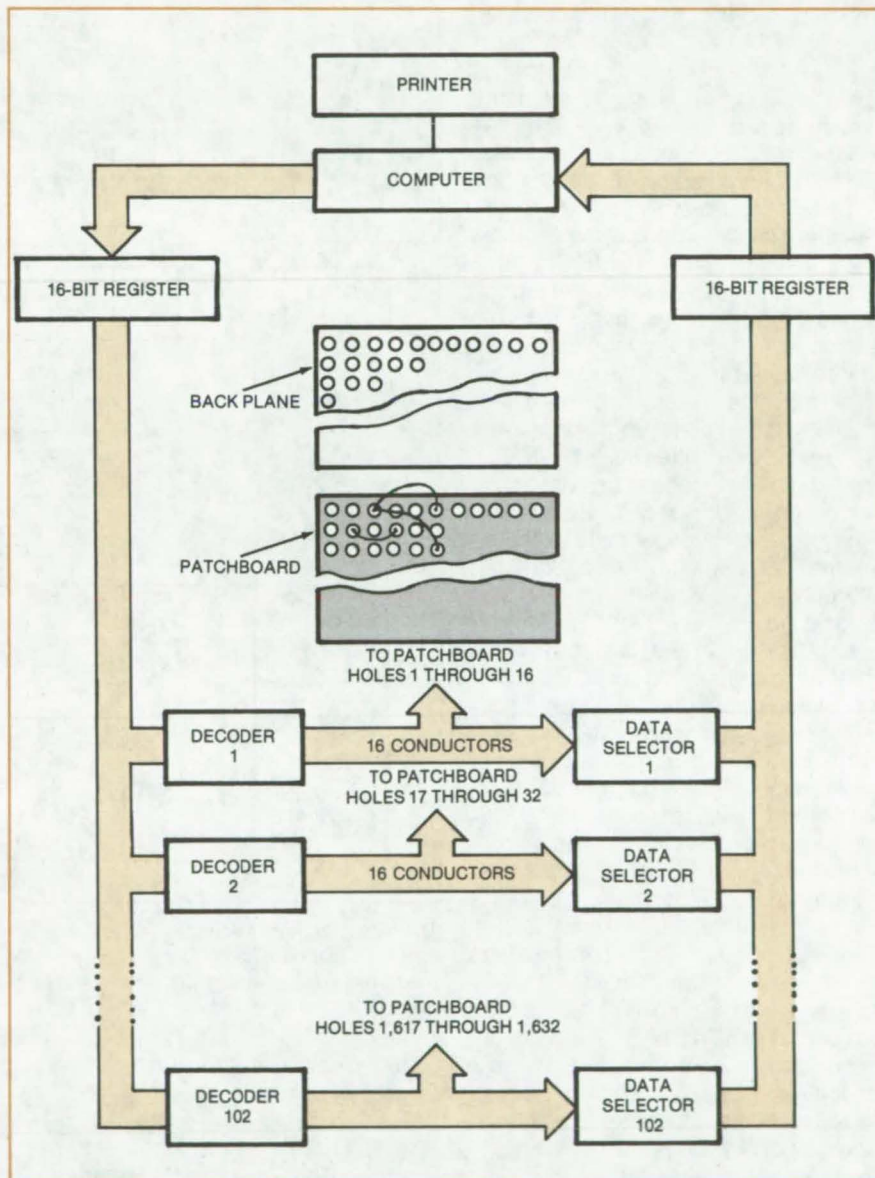 PRINTER
COMPUTER
16-BIT REGISTER
16-BIT REGISTER
BACK PLANE
PATCHBOARD
TO PATCHBOARD
HOLES 1 THROUGH 16
DECODER
1
16 CONDUCTORS
DATA
SELECTOR
1
TO PATCHBOARD
HOLES 17 THROUGH 32
DECODER
2
16 CONDUCTORS
DATA
SELECTOR
2
TO PATCHBOARD
HOLES 1,617 THROUGH 1,632
DECODER
102
DATA
SELECTOR
102